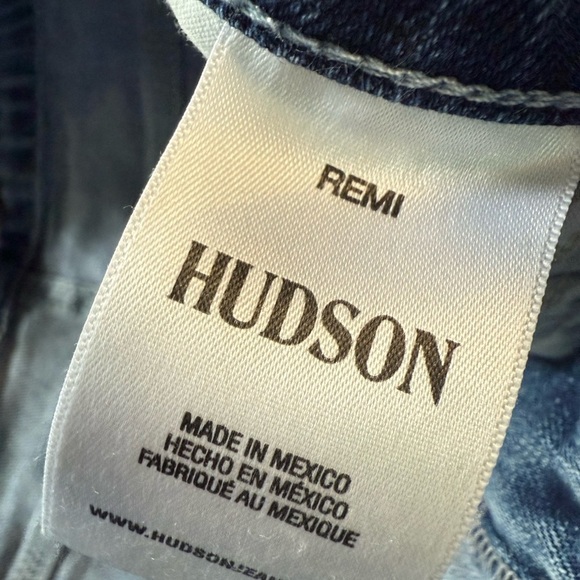 REMI
HUDSON
MADE IN MEXICO
HECHO EN MÉXICO
FABRIQUÉ AU MEXIQUE